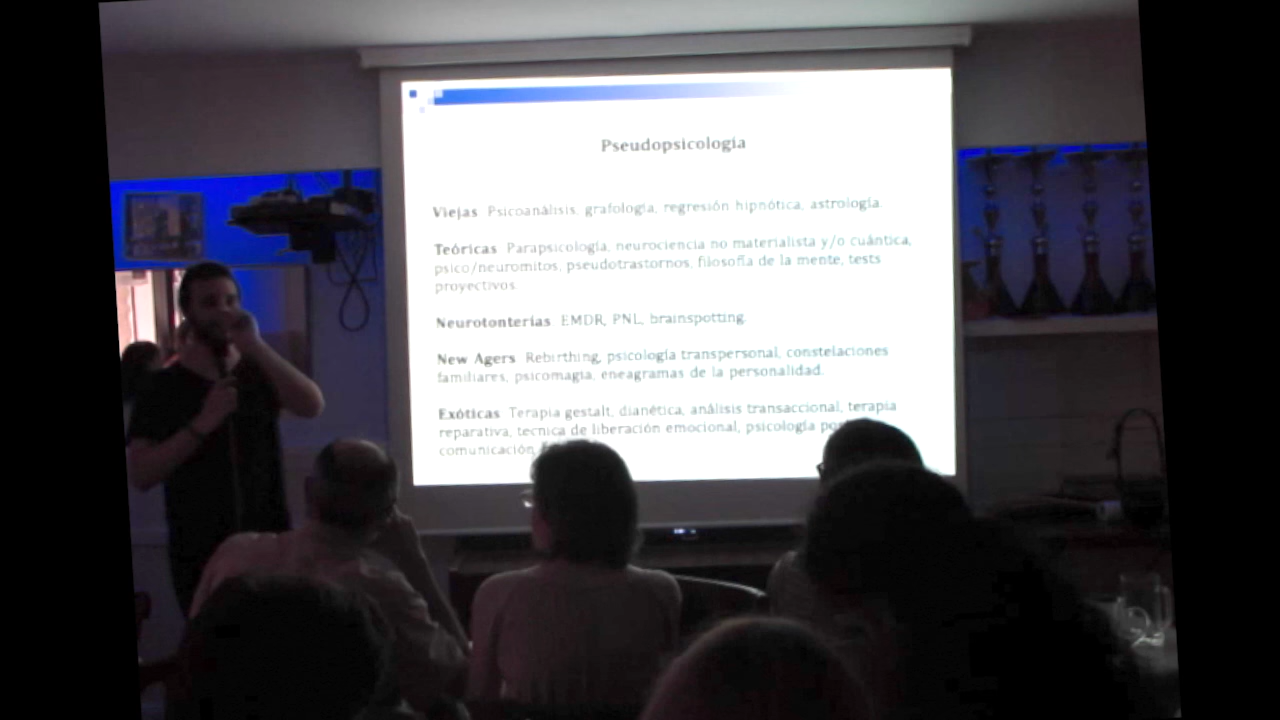 Pseudopsicología
Viejas Psicoanálisis, grafología, regresión hipnótica, astrología.
Teóricas Parapsicología, neurociencia no materialista y/o cuántica,
psico/neuromitos, pseudotrastornos, filosofía de la mente, tests
proyectivos.
Neurotonterías EMDR, PNL, brainspotting.
New Agers Rebirthing, psicología transpersonal, constelaciones
familiares, psicomagia, eneagramas de la personalidad.
Exóticas Terapia gestalt, dianética, análisis transaccional, terapia
reparativa, tecnica de liberación emocional, psicología
comunicación